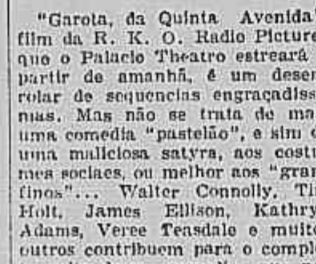 "Garota, da Quinta Avenida"
film da R. K. O. Radio Picture
que o Palacio Theatro estreará
partir de amanhã, é um desen
rolar de sequencias engraçadiss
mas. Mas não se trata de ma
uma comedia "pastelão", e sim d
uma maliciosa satyra, aos costu
mes sociaes, ou melhor aos "gran
finos"... Walter Connolly, Ti
Holt, James Ellison, Kathry
Adams, Veree Teasdale e muito
outros contribuem para o comple